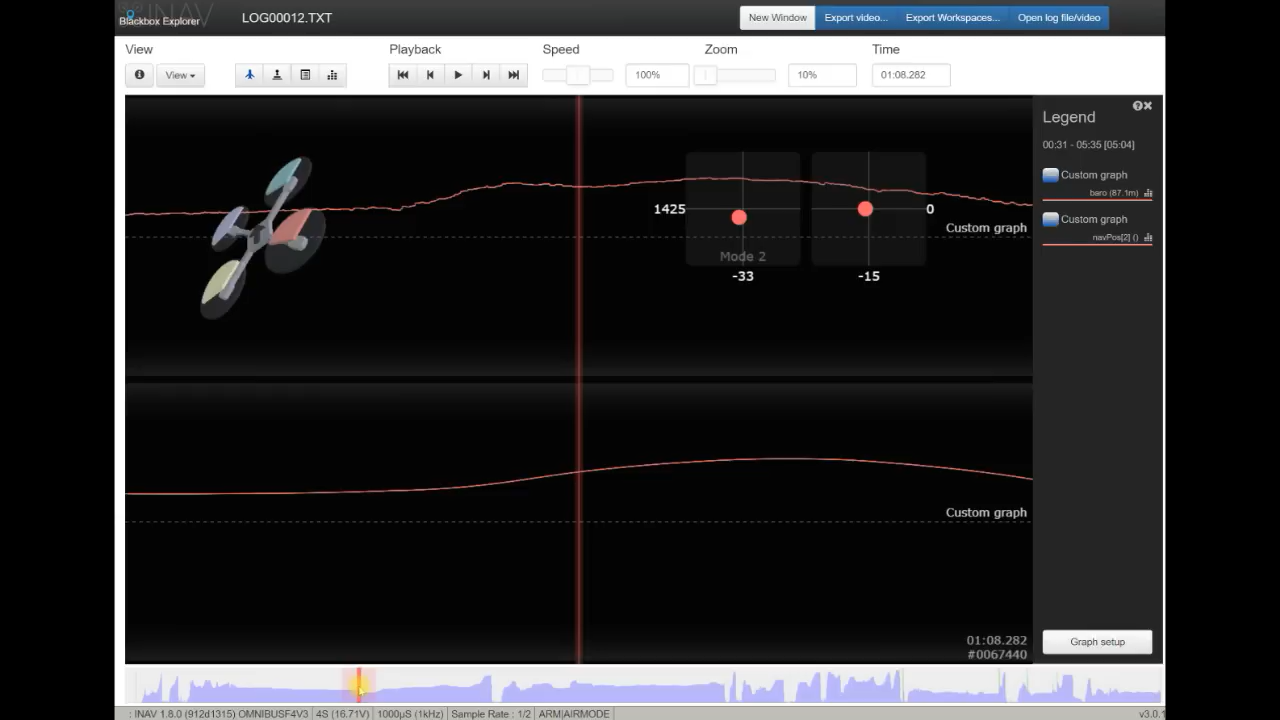 INAV
Blackbox Explorer
LOG00012.TXT
New Window
Export video...
Export Workspaces...
Open log file/video
View
Playback
Speed
Zoom
Time
View
100%
10%
01:08.282
Legend
00:31 - 05:35 [05:04]
Custom graph
baro (87.1m)
Custom graph
navPos[2] ()
1425
0
Mode 2
-33
-15
Custom graph
Custom graph
01:08.282
#0067440
Graph setup
: INAV 1.8.0 (912d1315) OMNIBUSF4V3
4S (16.71V)
1000µS (1kHz)
Sample Rate : 1/2
ARM|AIRMODE